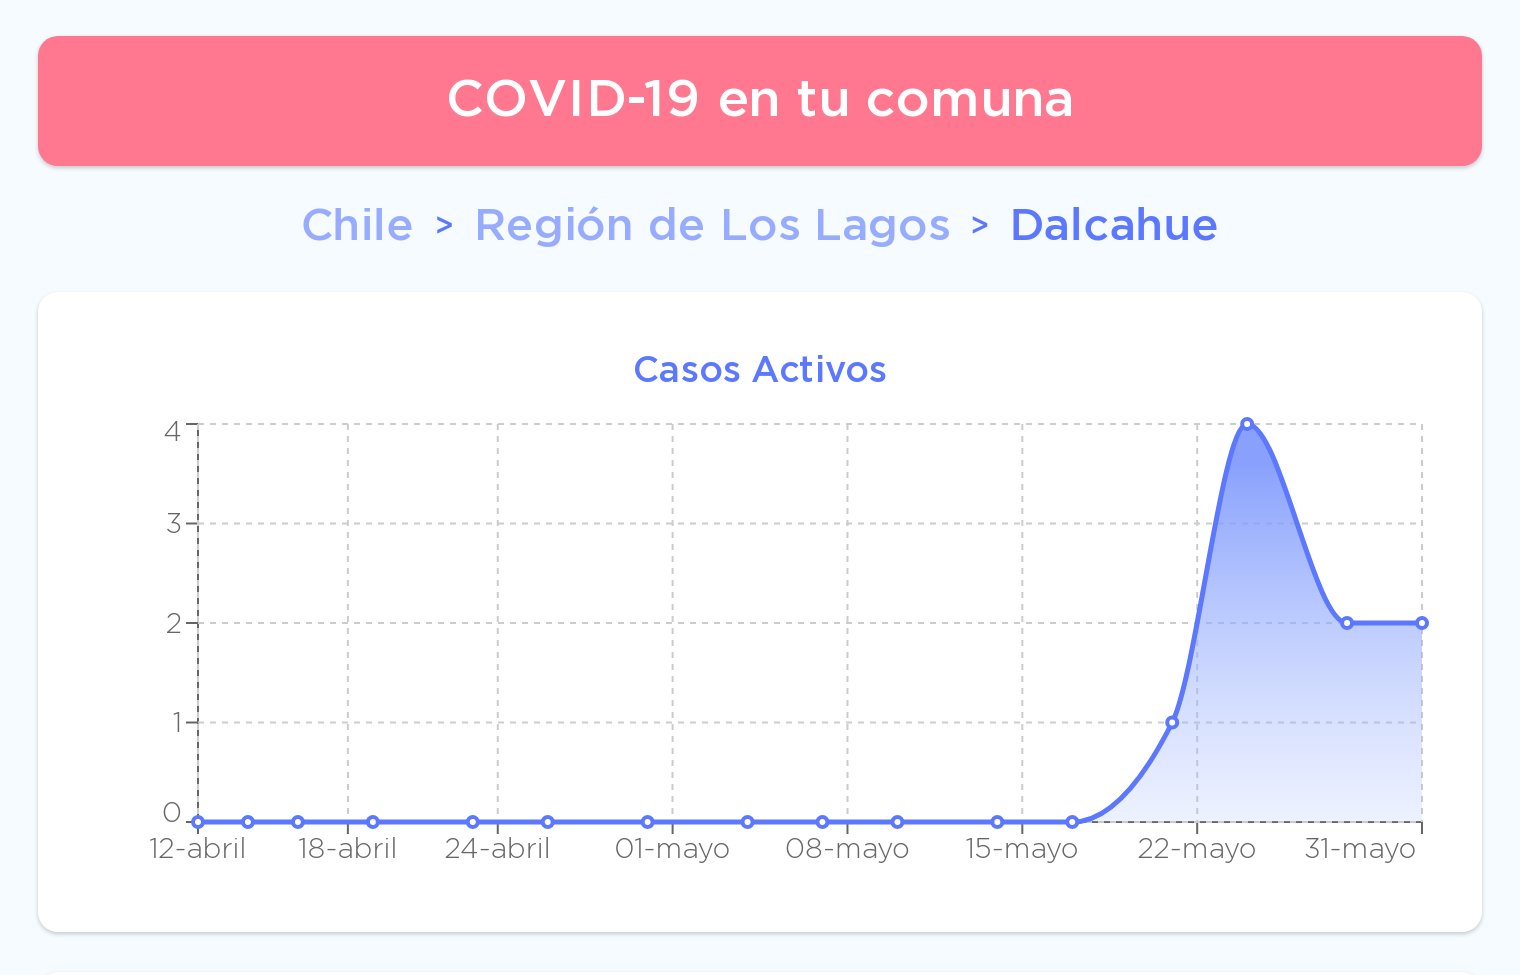 COVID-19 en tu comuna
Chile > Región de Los Lagos > Dalcahue
Casos Activos
4
3
2
1
0
12-abril 18-abril 24-abril 01-mayo 08-mayo 15-mayo 22-mayo 31-mayo